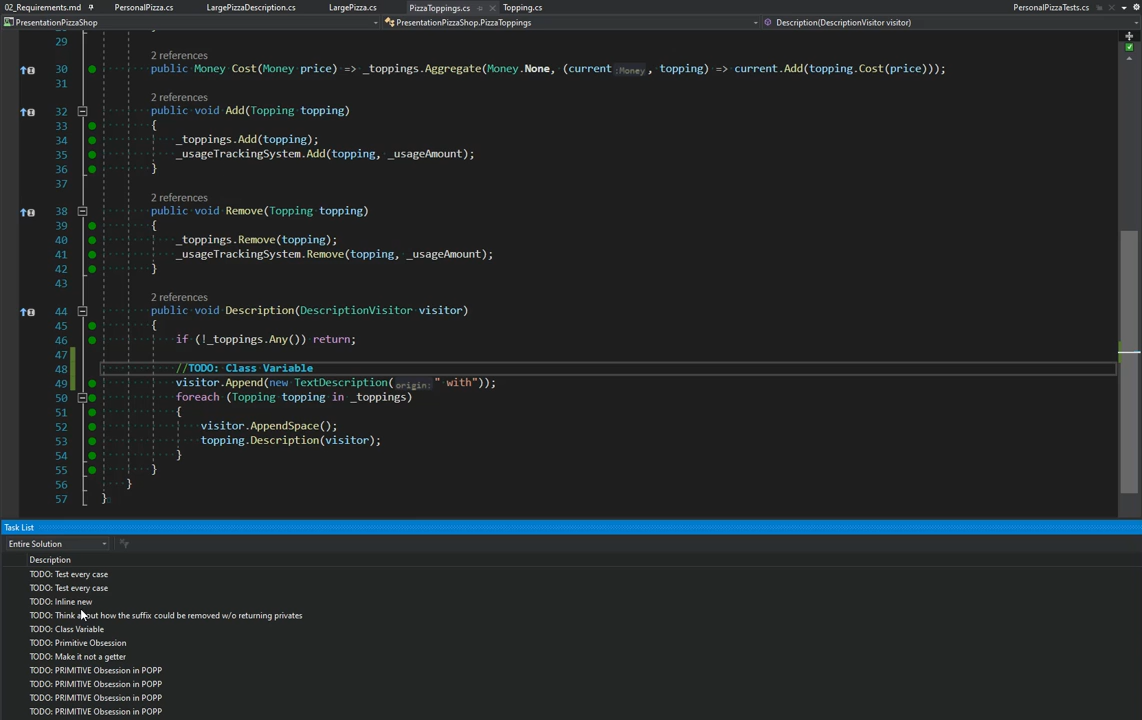 02_Requirements.md PersonalPizza.cs LargePizzaDescription.cs LargePizza.cs PizzaToppings.cs Topping.cs PersonalPizzaTests.cs
PresentationPizzaShop PresentationPizzaShop.PizzaToppings Description(DescriptionVisitor visitor)
29
2 references
30 public Money Cost(Money price) => _toppings.Aggregate(Money.None, (current :Money , topping) => current.Add(topping.Cost(price)));
31
2 references
32 public void Add(Topping topping)
33 {
34 _toppings.Add(topping);
35 _usageTrackingSystem.Add(topping, _usageAmount);
36 }
37
2 references
38 public void Remove(Topping topping)
39 {
40 _toppings.Remove(topping);
41 _usageTrackingSystem.Remove(topping, _usageAmount);
42 }
43
2 references
44 public void Description(DescriptionVisitor visitor)
45 {
46 if (!_toppings.Any()) return;
47
48 //TODO: Class Variable
49 visitor.Append(new TextDescription( origin: " with"));
50 foreach (Topping topping in _toppings)
51 {
52 visitor.AppendSpace();
53 topping.Description(visitor);
54 }
55 }
56 }
57 }
Task List
Entire Solution
Description
TODO: Test every case
TODO: Test every case
TODO: Inline new
TODO: Think about how the suffix could be removed w/o returning privates
TODO: Class Variable
TODO: Primitive Obsession
TODO: Make it not a getter
TODO: PRIMITIVE Obsession in POPP
TODO: PRIMITIVE Obsession in POPP
TODO: PRIMITIVE Obsession in POPP
TODO: PRIMITIVE Obsession in POPP